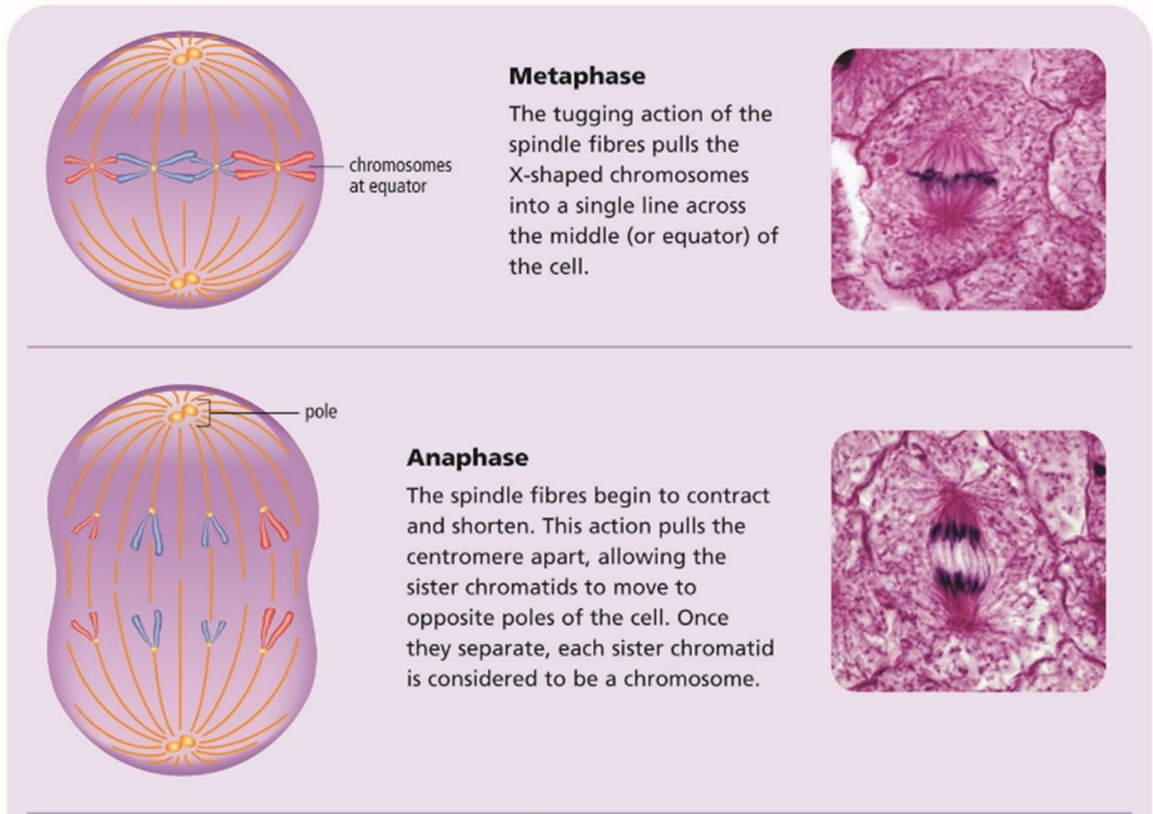 Metaphase
The tugging action of the
spindle fibres pulls the
X-shaped chromosomes
into a single line across
the middle (or equator) of
the cell.
chromosomes
at equator
pole
Anaphase
The spindle fibres begin to contract
and shorten. This action pulls the
centromere apart, allowing the
sister chromatids to move to
opposite poles of the cell. Once
they separate, each sister chromatid
is considered to be a chromosome.